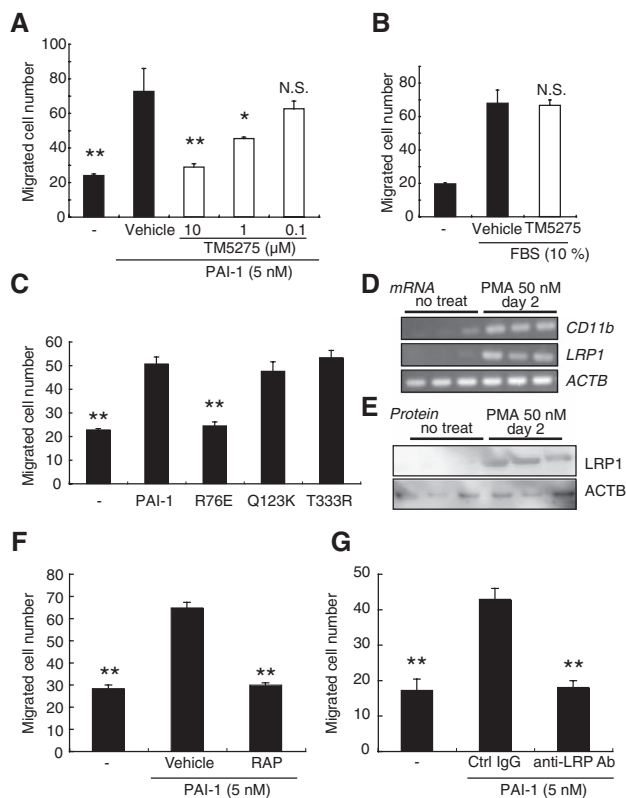 A
Migrated cell number
100
80
60
40
20
0
**
**
*
N.S.
- Vehicle 10 1 0.1
TM5275 (μM)
PAI-1 (5 nM)
B
Migrated cell number
80
60
40
20
0
N.S.
- Vehicle TM5275
FBS (10 %)
C
Migrated cell number
60
50
40
30
20
10
0
**
**
- PAI-1 R76E Q123K T333R
D
mRNA
no treat
PMA 50 nM
day 2
CD11b
LRP1
ACTB
E
Protein
no treat
PMA 50 nM
day 2
LRP1
ACTB
F
Migrated cell number
80
70
60
50
40
30
20
10
0
**
**
- Vehicle RAP
PAI-1 (5 nM)
G
Migrated cell number
50
40
30
20
10
0
**
**
- Ctrl IgG anti-LRP Ab
PAI-1 (5 nM)